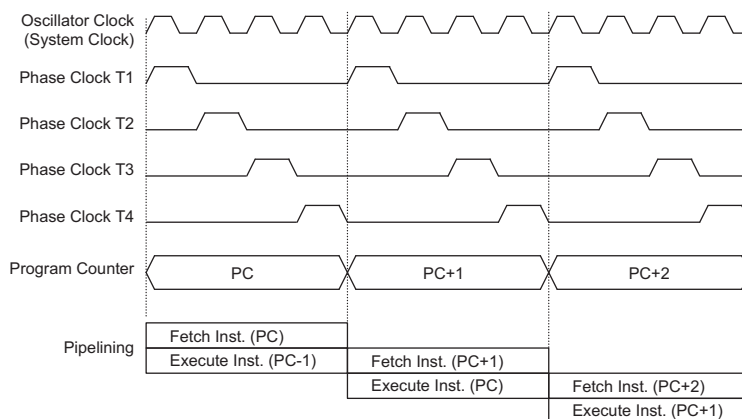 Oscillator Clock
(System Clock)
Phase Clock T1
Phase Clock T2
Phase Clock T3
Phase Clock T4
Program Counter
PC
PC+1
PC+2
Pipelining
Fetch Inst. (PC)
Execute Inst. (PC-1)
Fetch Inst. (PC+1)
Execute Inst. (PC)
Fetch Inst. (PC+2)
Execute Inst. (PC+1)